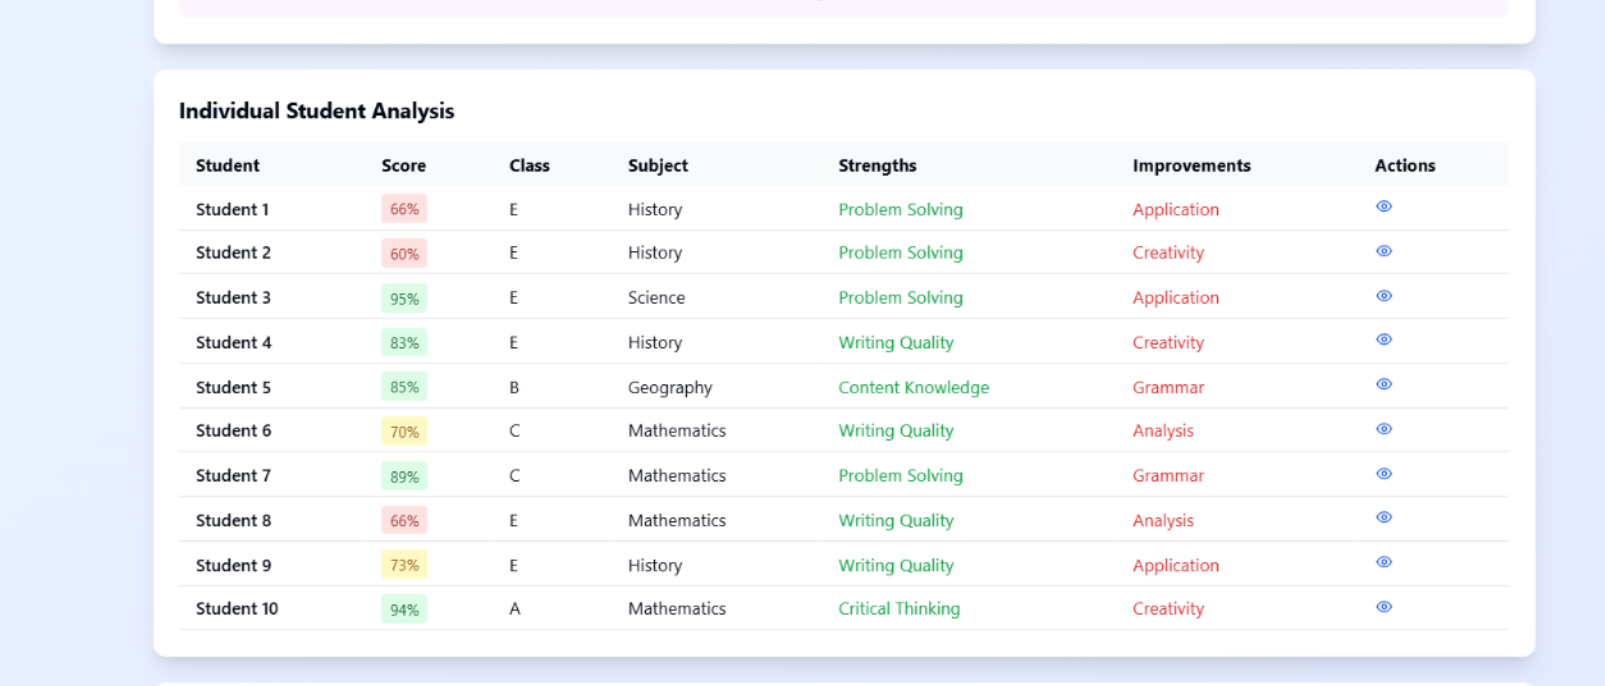 Individual Student Analysis
Student Score Class Subject Strengths Improvements Actions
Student 1 66% E History Problem Solving Application
Student 2 60% E History Problem Solving Creativity
Student 3 95% E Science Problem Solving Application
Student 4 83% E History Writing Quality Creativity
Student 5 85% B Geography Content Knowledge Grammar
Student 6 70% C Mathematics Writing Quality Analysis
Student 7 89% C Mathematics Problem Solving Grammar
Student 8 66% E Mathematics Writing Quality Analysis
Student 9 73% E History Writing Quality Application
Student 10 94% A Mathematics Critical Thinking Creativity